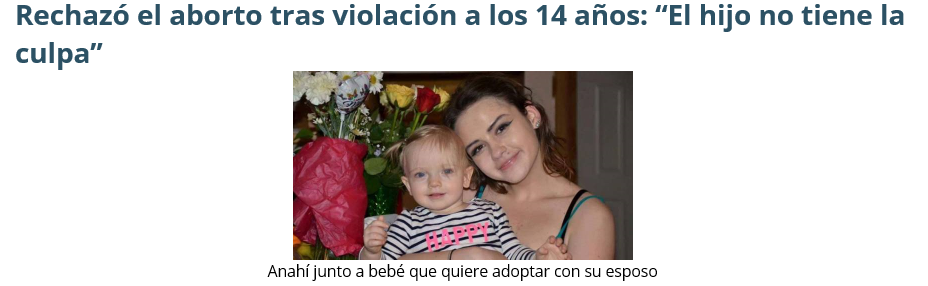 Rechazó el aborto tras violación a los 14 años: “El hijo no tiene la
culpa”
HAPPY
Anahí junto a bebé que quiere adoptar con su esposo